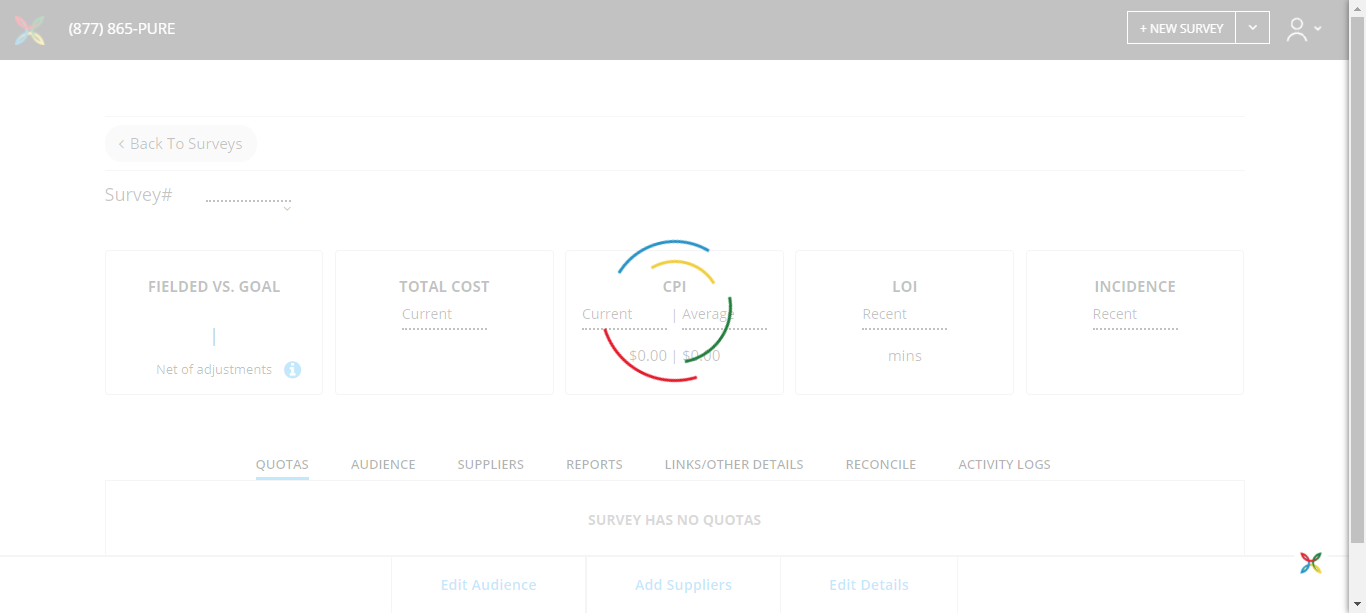 (877) 865-PURE
+ NEW SURVEY
Back To Surveys
Survey#
FIELDED VS. GOAL
|
Net of adjustments
TOTAL COST
Current
CPI
Current | Average
$0.00 | $0.00
LOI
Recent
mins
INCIDENCE
Recent
QUOTAS AUDIENCE SUPPLIERS REPORTS LINKS/OTHER DETAILS RECONCILE ACTIVITY LOGS
SURVEY HAS NO QUOTAS
Edit Audience Add Suppliers Edit Details